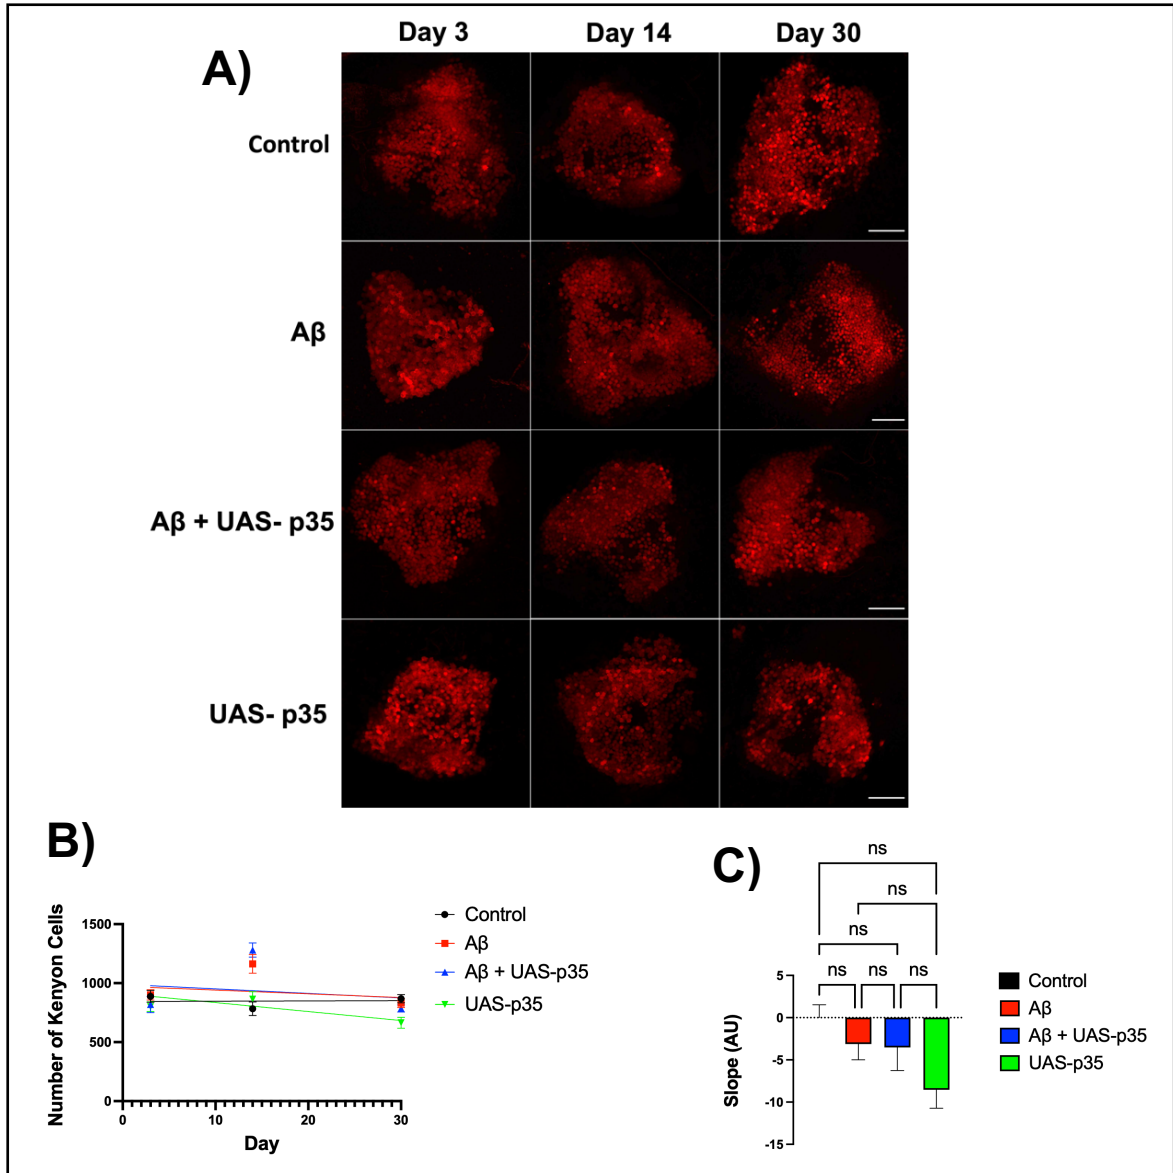 Day 3 Day 14 Day 30
A)
Control
Aβ
Aβ + UAS- p35
UAS- p35
B)
Number of Kenyon Cells
1500
1000
500
0
0 10 20 30
Day
Control
Aβ
Aβ + UAS-p35
UAS-p35
C)
ns
ns
ns
ns ns ns
Slope (AU)
5
0
-5
-10
-15
Control
Aβ
Aβ + UAS-p35
UAS-p35